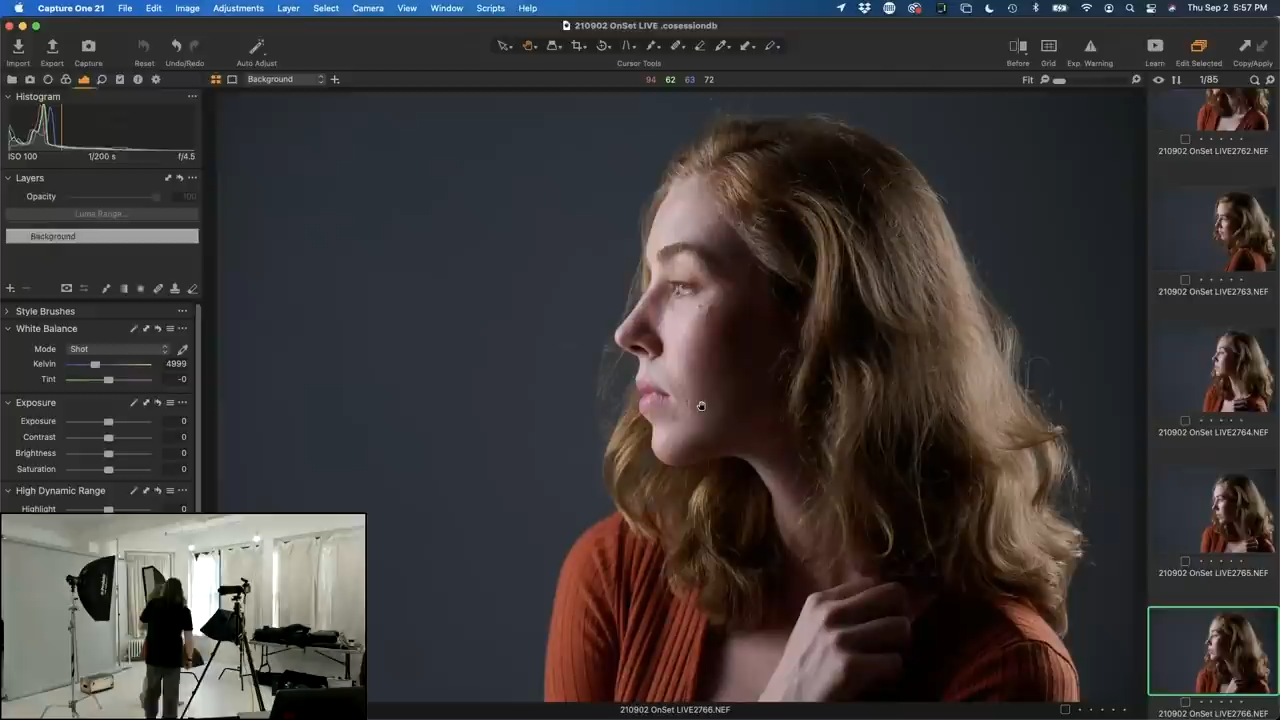 Capture One 21 File Edit Image Adjustments Layer Select Camera View Window Scripts Help Thu Sep 2 5:57 PM
210902 OnSet LIVE .cosessiondb
Import Export Capture Reset Undo/Redo Auto Adjust Cursor Tools Before Grid Exp. Warning Learn Edit Selected Copy/Apply
Background 94 62 63 72 Fit 1/85
Histogram
ISO 100 1/200 s f/4.5
Layers
Opacity 100
Luma Range...
Background
Style Brushes
White Balance
Mode Shot
Kelvin 4999
Tint -0
Exposure
Exposure 0
Contrast 0
Brightness 0
Saturation 0
High Dynamic Range
Highlight 0
210902 OnSet LIVE2762.NEF
210902 OnSet LIVE2763.NEF
210902 OnSet LIVE2764.NEF
210902 OnSet LIVE2765.NEF
210902 OnSet LIVE2766.NEF
210902 OnSet LIVE2766.NEF